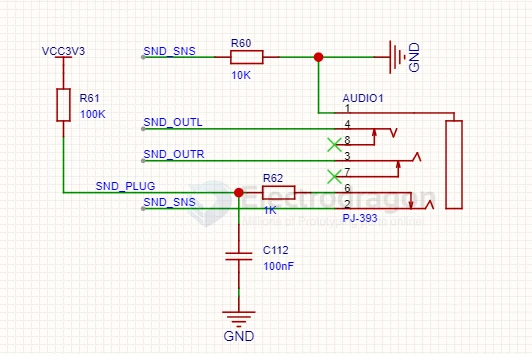 SND_SNS
R60
10K
GND
VCC3V3
R61
100K
AUDIO1
1
SND_OUTL
4
8
SND_OUTR
3
7
R62
6
SND_PLUG
Electrodragon
1K
SND_SNS
2
PJ-393
C112
100nF
GND